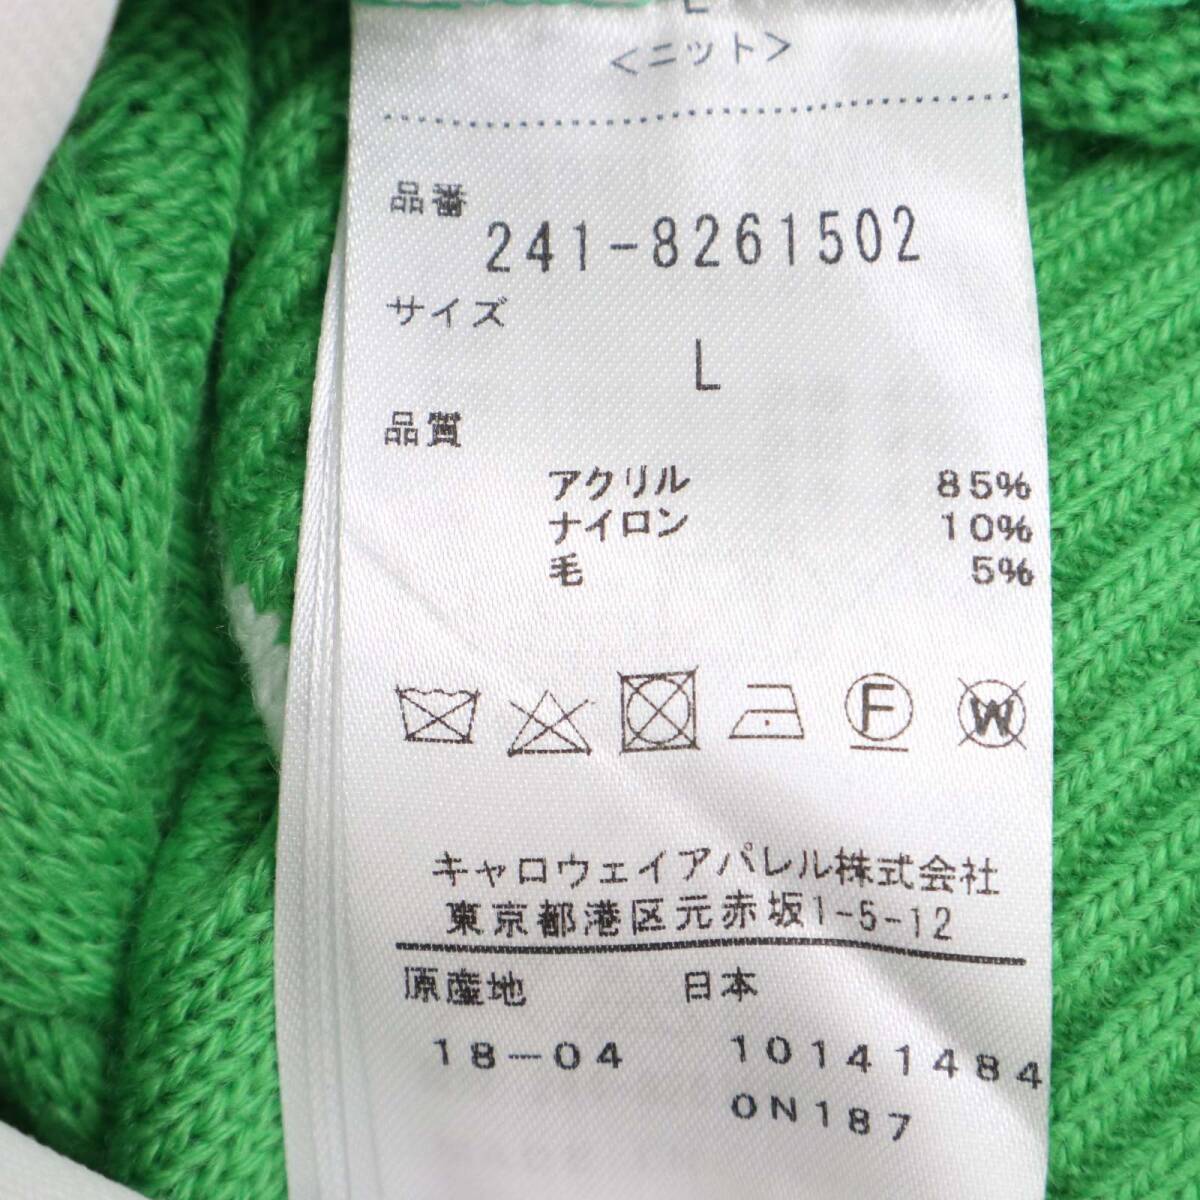 L
<ニット>
品番
241-8261502
サイズ
L
品質
アクリル 85%
ナイロン 10%
毛 5%
F W
キャロウェイアパレル株式会社
東京都港区元赤坂1-5-12
原産地 日本
18-04 10141484
0N187